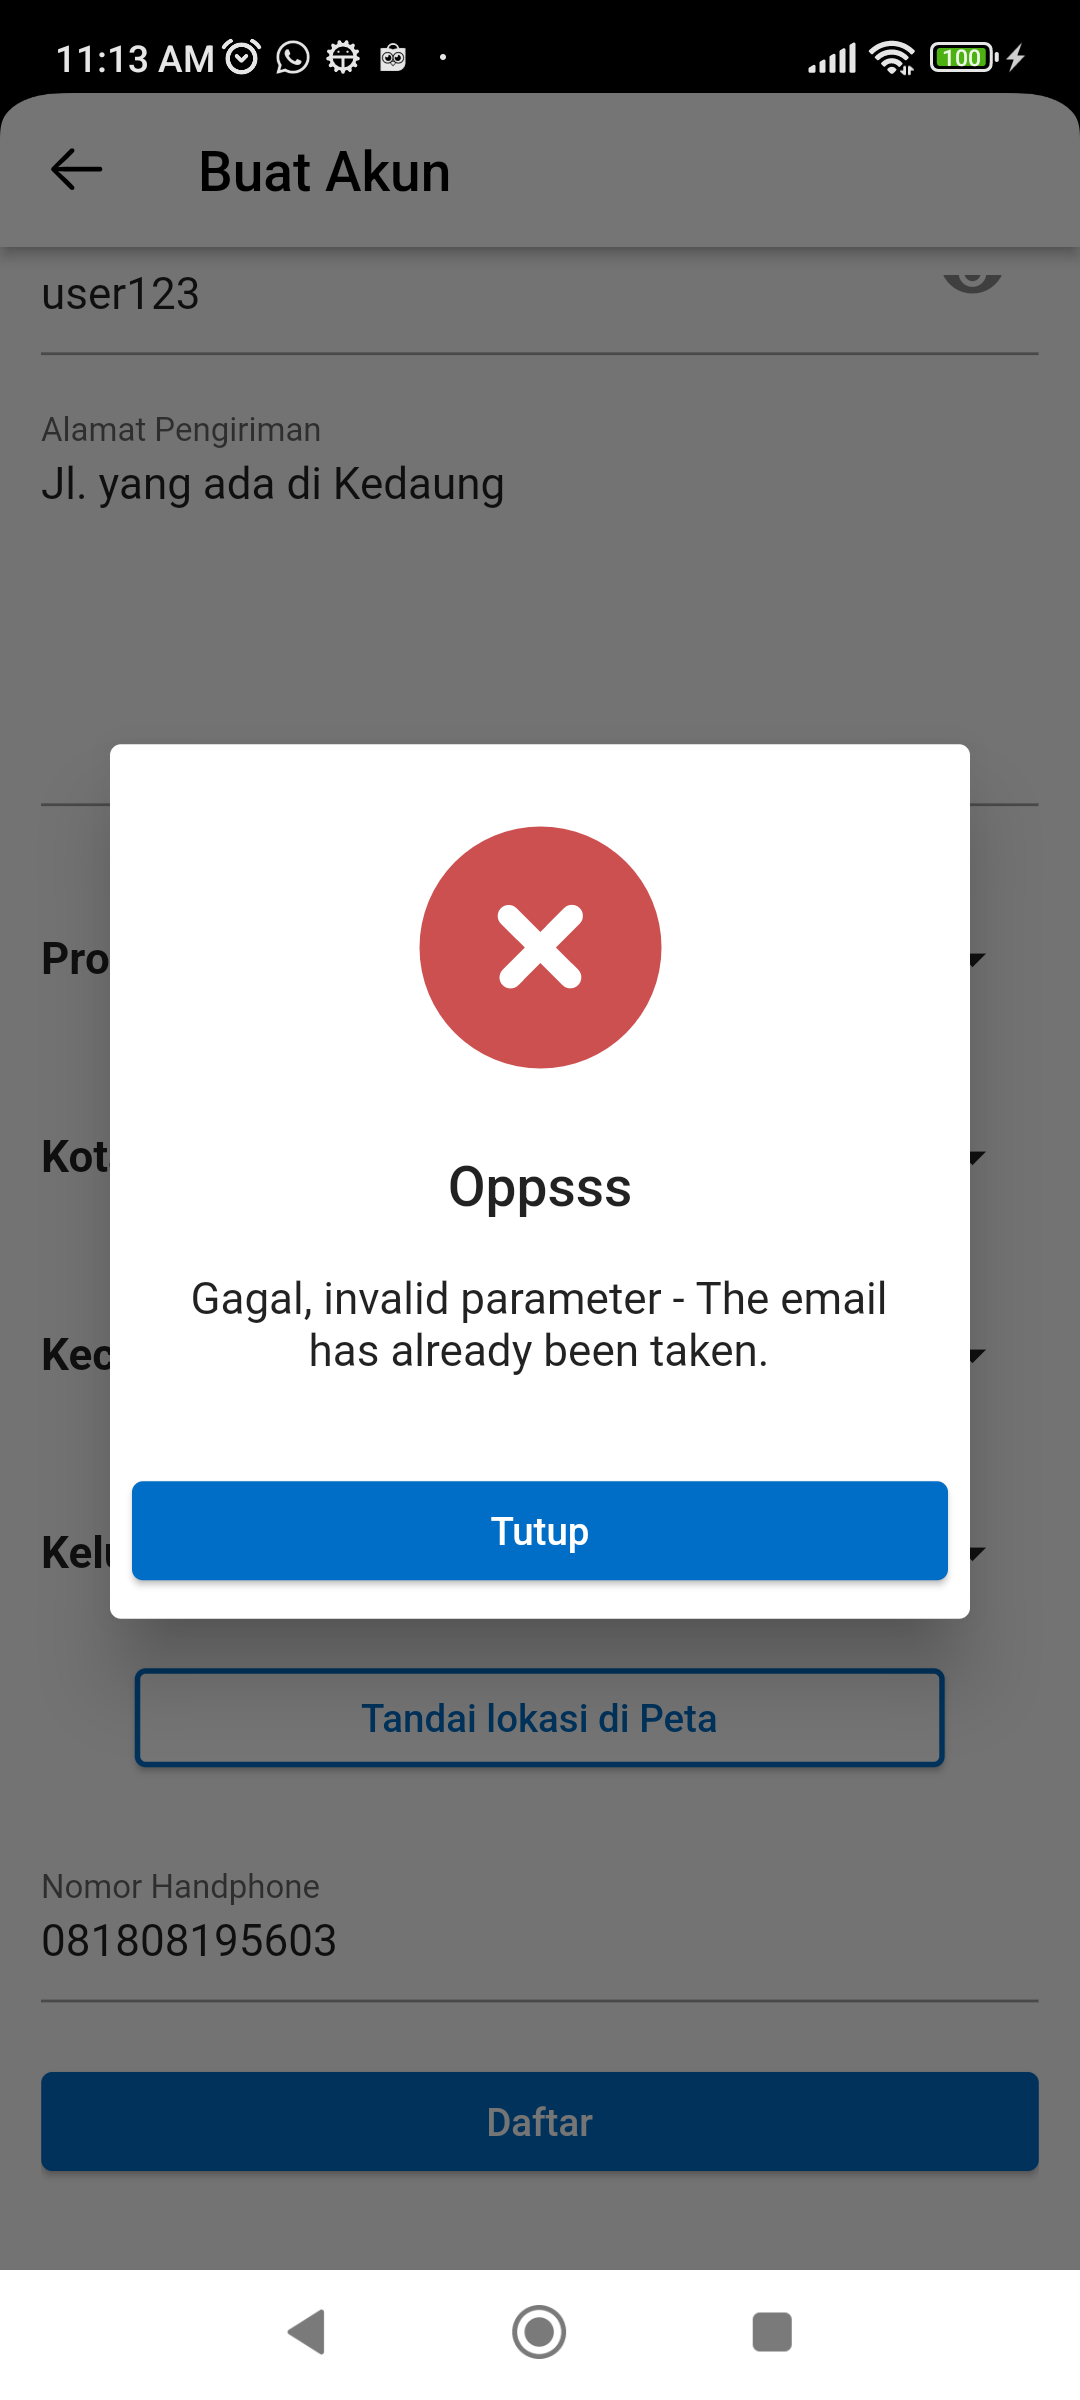 11:13 AM
100
Buat Akun
user123
Alamat Pengiriman
Jl. yang ada di Kedaung
Pro
Kot
Kec
Kelu
Oppsss
Gagal, invalid parameter - The email
has already been taken.
Tutup
Tandai lokasi di Peta
Nomor Handphone
081808195603
Daftar